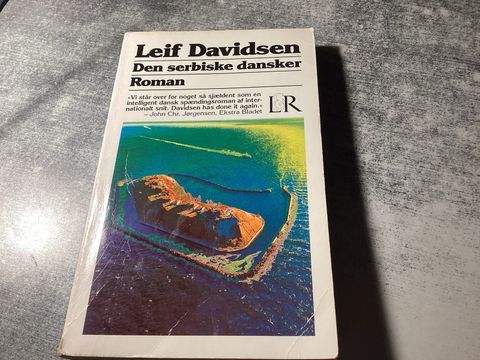 Leif Davidsen
Den serbiske dansker
Roman
»Vi står over for noget så sjældent som en
intelligent dansk spændingsroman af inter-
nationalt snit. Davidsen has done it again.«
– John Chr. Jørgensen, Ekstra Bladet
LR